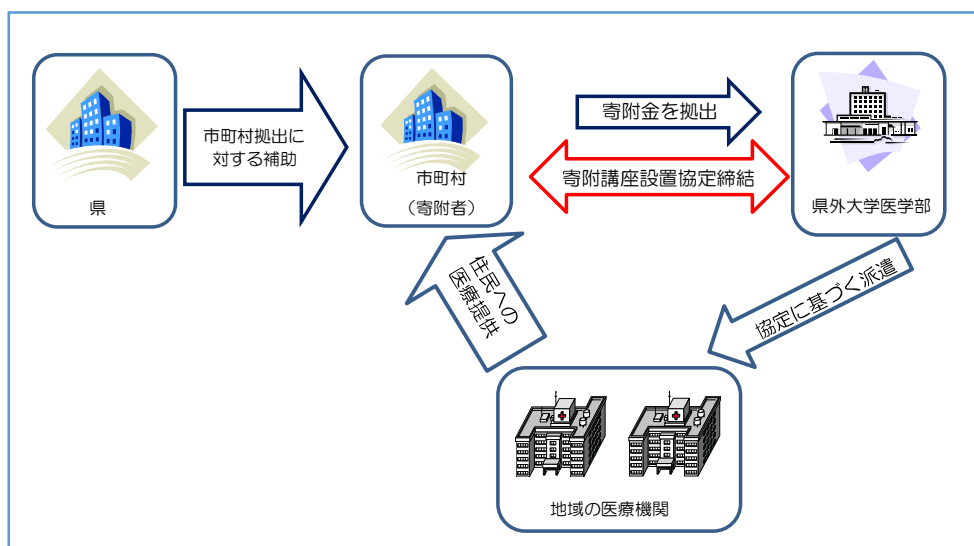 県
市町村拠出に
対する補助
市町村
（寄附者）
寄附金を拠出
寄附講座設置協定締結
県外大学医学部
協定に基づく派遣
住民への
医療提供
地域の医療機関